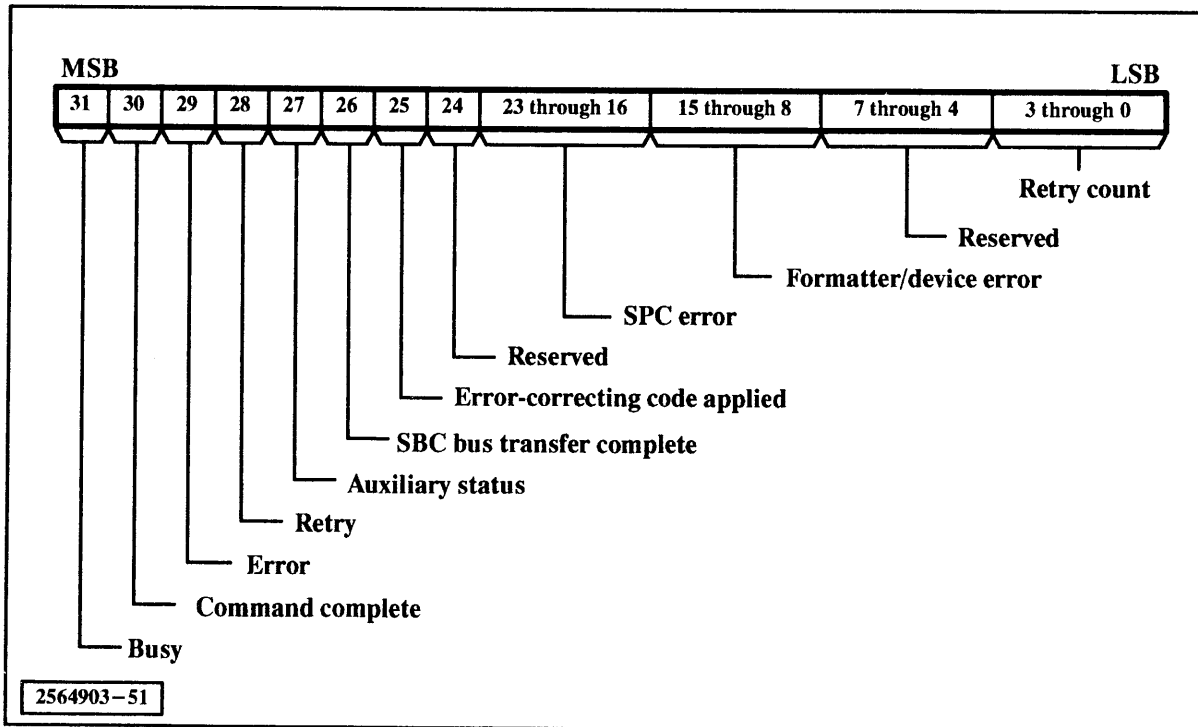 MSB LSB
31 30 29 28 27 26 25 24 23 through 16 15 through 8 7 through 4 3 through 0
Retry count
Reserved
Formatter/device error
SPC error
Reserved
Error-correcting code applied
SBC bus transfer complete
Auxiliary status
Retry
Error
Command complete
Busy
2564903−51